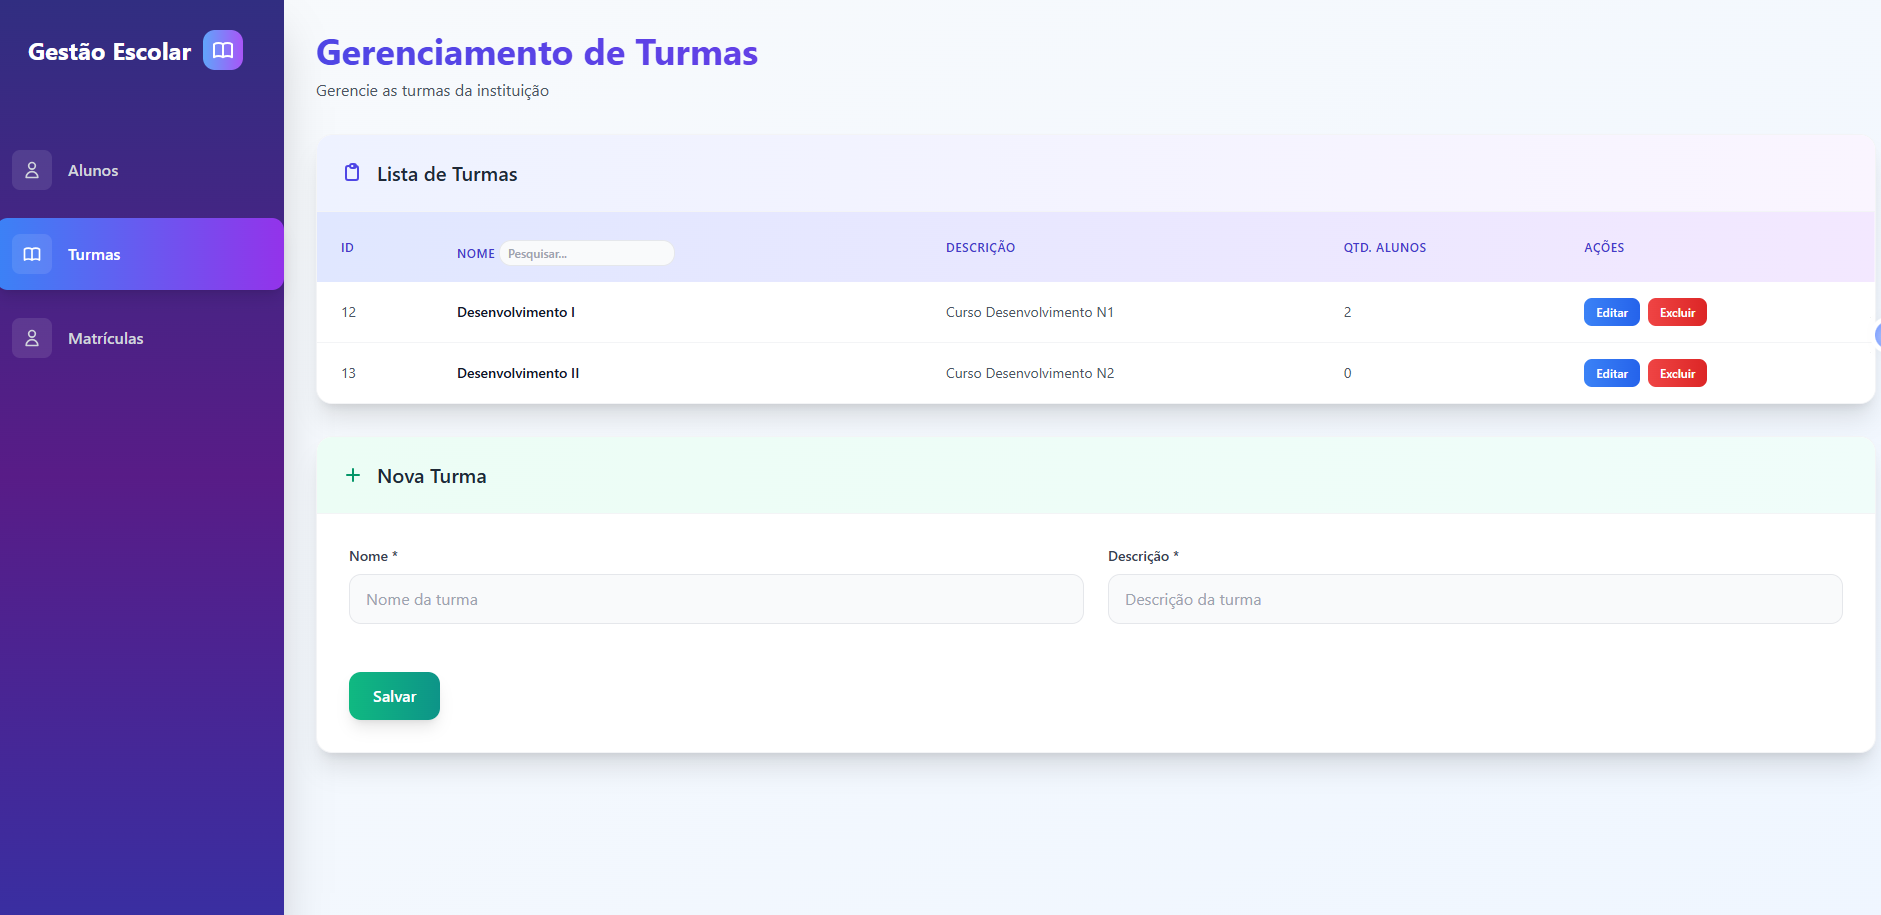 Gestão Escolar
Alunos
Turmas
Matrículas
Gerenciamento de Turmas
Gerencie as turmas da instituição
Lista de Turmas
ID NOME Pesquisar... DESCRIÇÃO QTD. ALUNOS AÇÕES
12 Desenvolvimento I Curso Desenvolvimento N1 2 Editar Excluir
13 Desenvolvimento II Curso Desenvolvimento N2 0 Editar Excluir
Nova Turma
Nome * Descrição *
Nome da turma Descrição da turma
Salvar